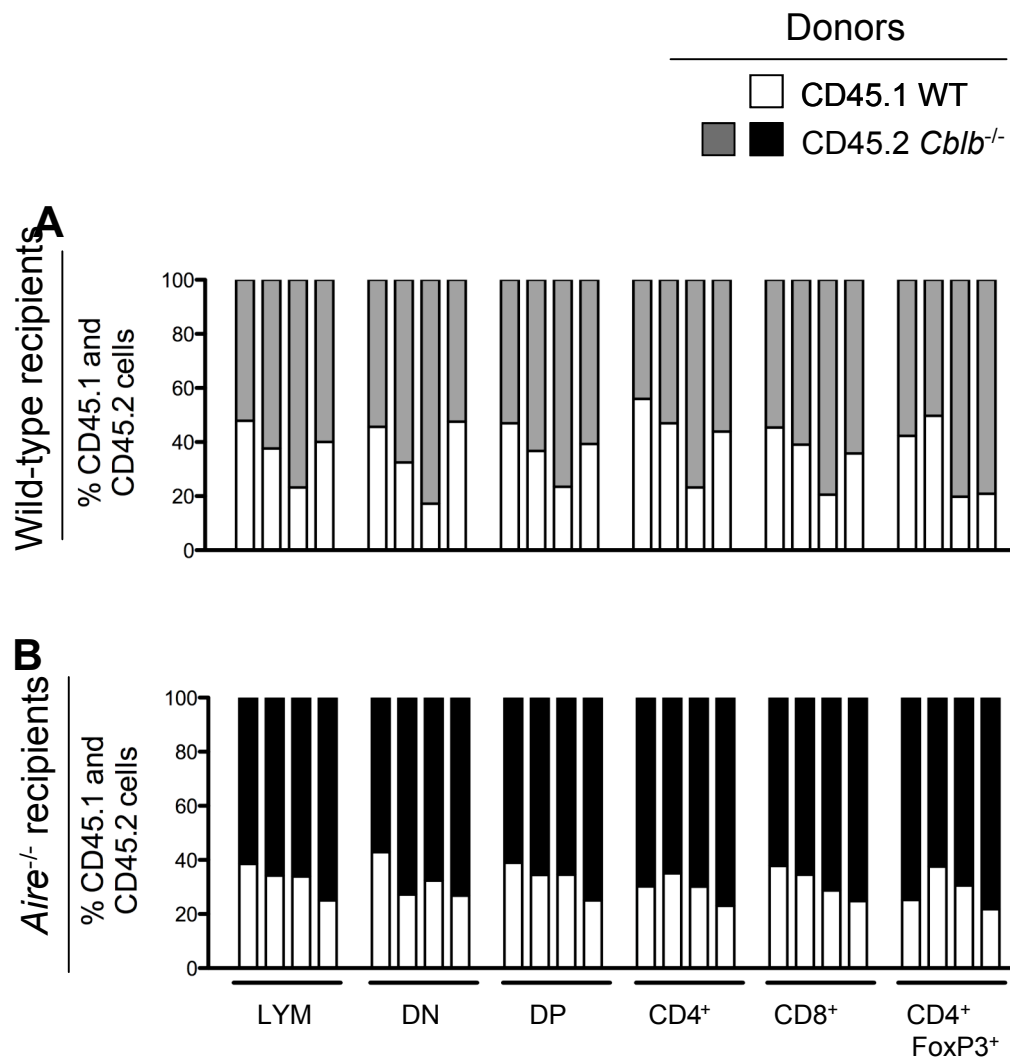 Donors
CD45.1 WT
CD45.2 Cblb-/-
A
Wild-type recipients
% CD45.1 and
CD45.2 cells
100
80
60
40
20
0
B
Aire-/- recipients
% CD45.1 and
CD45.2 cells
100
80
60
40
20
0
LYM DN DP CD4+ CD8+ CD4+
FoxP3+